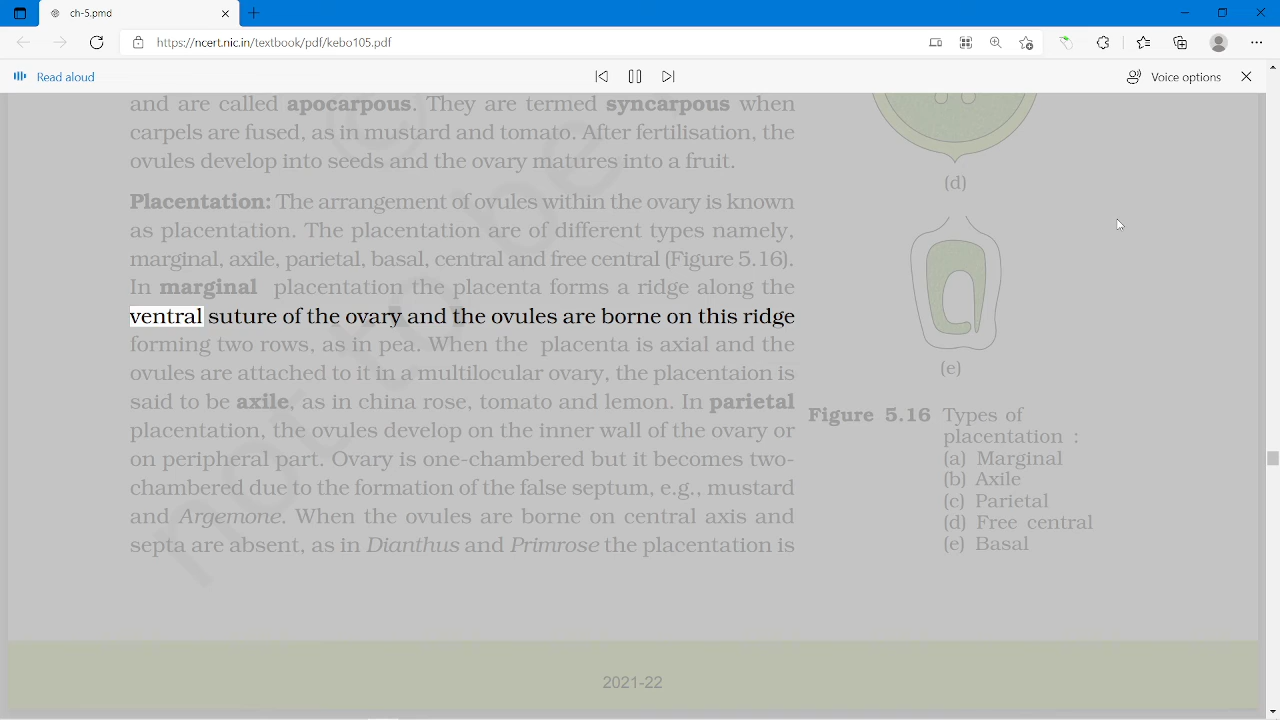 ch-5.pmd
https://ncert.nic.in/textbook/pdf/kebo105.pdf
Read aloud
Voice options
and are called apocarpous. They are termed syncarpous when
carpels are fused, as in mustard and tomato. After fertilisation, the
ovules develop into seeds and the ovary matures into a fruit.
Placentation: The arrangement of ovules within the ovary is known
as placentation. The placentation are of different types namely,
marginal, axile, parietal, basal, central and free central (Figure 5.16).
In marginal placentation the placenta forms a ridge along the
ventral suture of the ovary and the ovules are borne on this ridge
forming two rows, as in pea. When the placenta is axial and the
ovules are attached to it in a multilocular ovary, the placentaion is
said to be axile, as in china rose, tomato and lemon. In parietal
placentation, the ovules develop on the inner wall of the ovary or
on peripheral part. Ovary is one-chambered but it becomes two-
chambered due to the formation of the false septum, e.g., mustard
and Argemone. When the ovules are borne on central axis and
septa are absent, as in Dianthus and Primrose the placentation is
(d)
(e)
Figure 5.16 Types of
placentation :
(a) Marginal
(b) Axile
(c) Parietal
(d) Free central
(e) Basal
2021-22